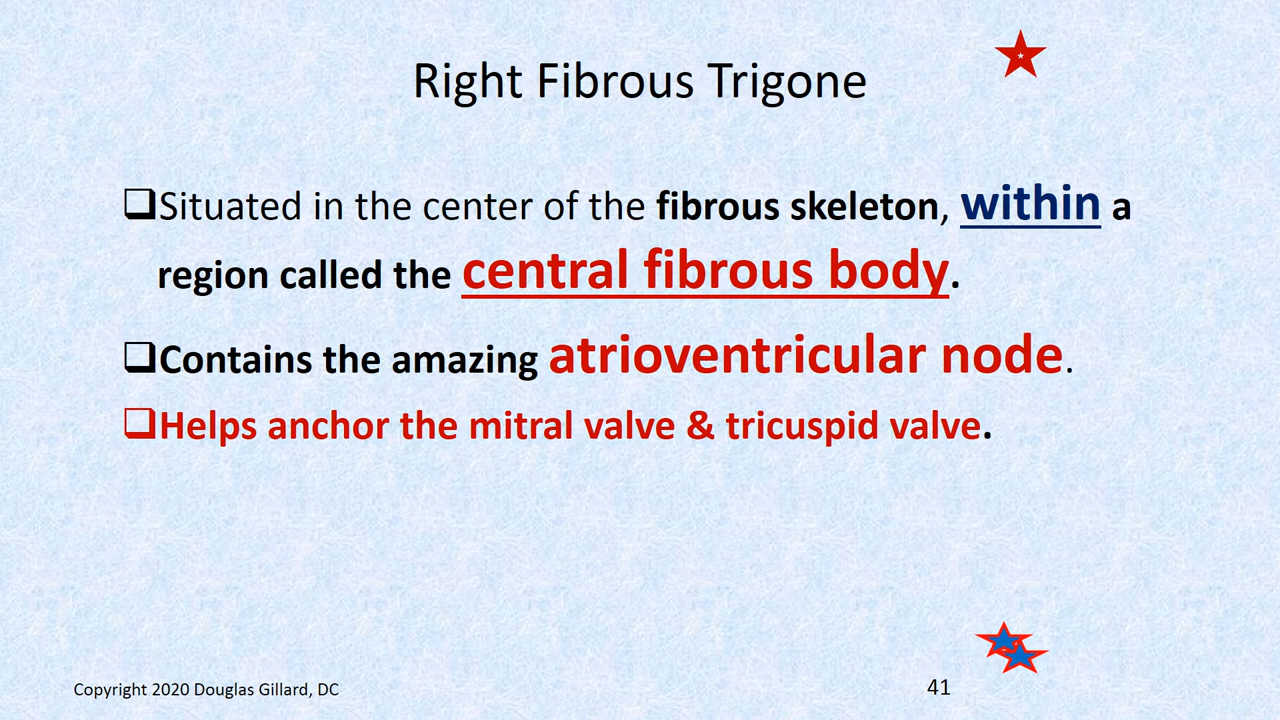 Right Fibrous Trigone
Situated in the center of the fibrous skeleton, within a
region called the central fibrous body.
Contains the amazing atrioventricular node.
Helps anchor the mitral valve & tricuspid valve.
Copyright 2020 Douglas Gillard, DC
41